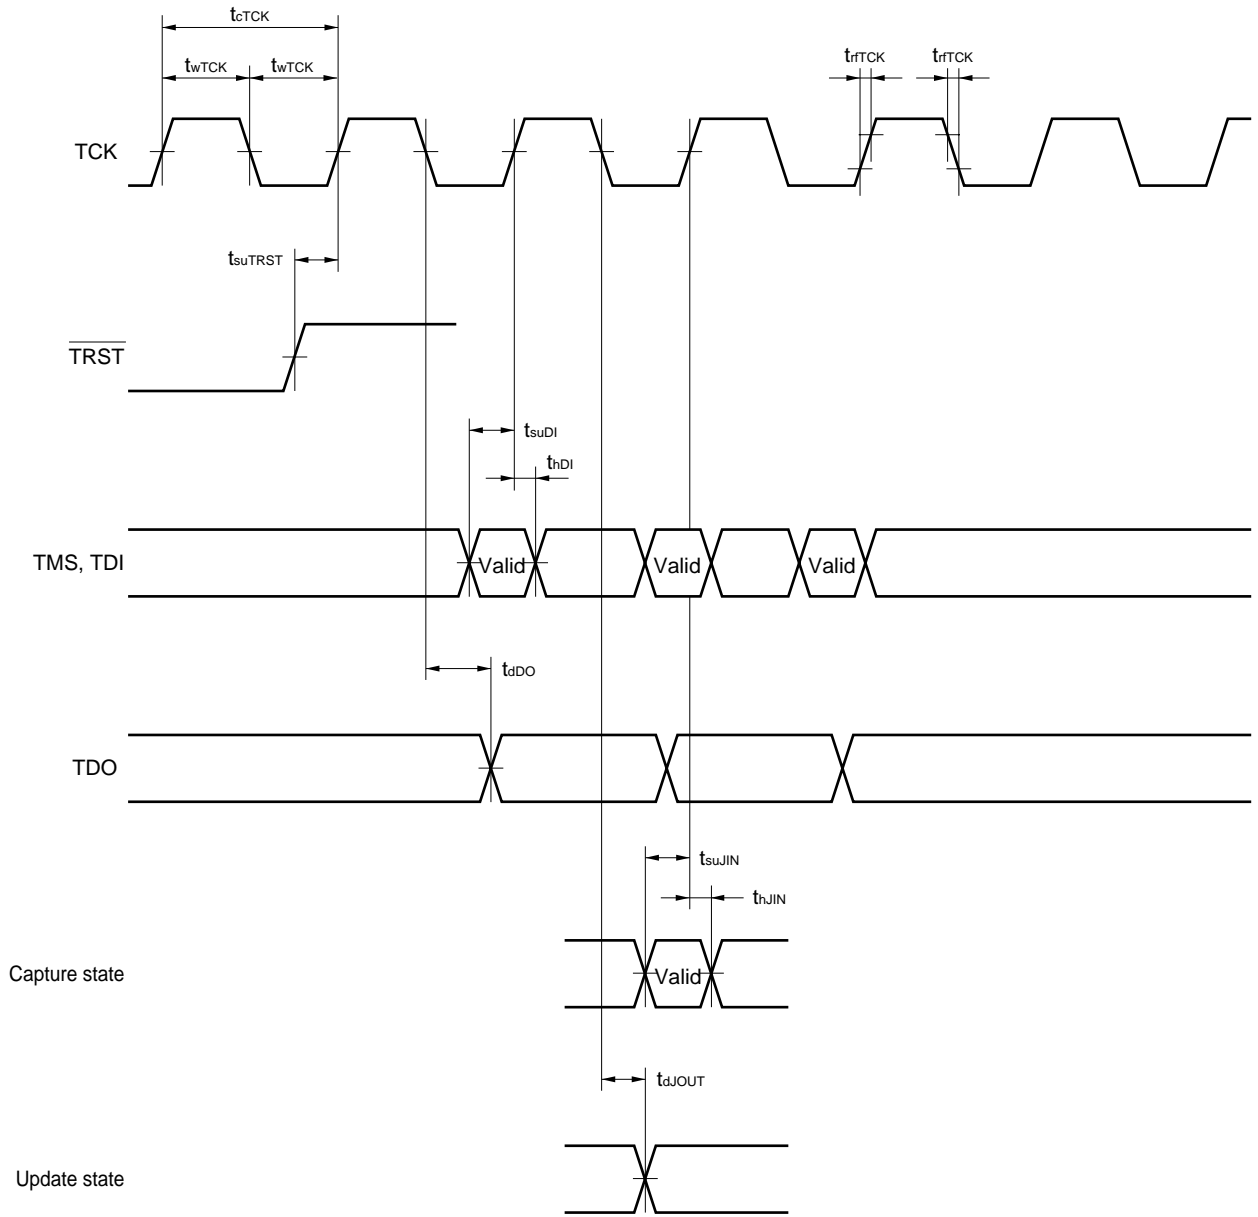 tcTCK
twTCK twTCK trfTCK trfTCK
TCK
tsuTRST
TRST
tsuDI
thDI
TMS, TDI Valid Valid Valid
tdDO
TDO
tsuJIN
thJIN
Capture state Valid
tdJOUT
Update state